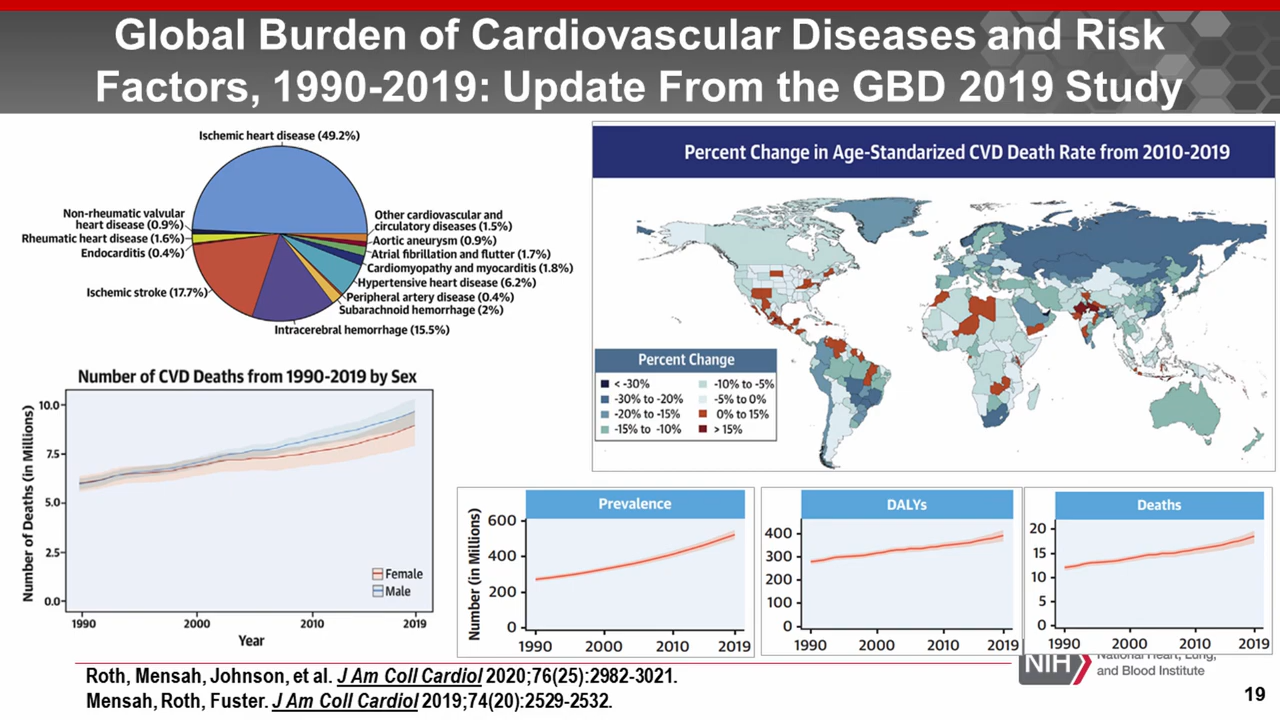 Global Burden of Cardiovascular Diseases and Risk
Factors, 1990-2019: Update From the GBD 2019 Study
Ischemic heart disease (49.2%)
Non-rheumatic valvular
heart disease (0.9%)
Rheumatic heart disease (1.6%)
Endocarditis (0.4%)
Ischemic stroke (17.7%)
Other cardiovascular and
circulatory diseases (1.5%)
Aortic aneurysm (0.9%)
Atrial fibrillation and flutter (1.7%)
Cardiomyopathy and myocarditis (1.8%)
Hypertensive heart disease (6.2%)
Peripheral artery disease (0.4%)
Subarachnoid hemorrhage (2%)
Intracerebral hemorrhage (15.5%)
Percent Change in Age-Standarized CVD Death Rate from 2010-2019
Percent Change
< -30%
-30% to -20%
-20% to -15%
-15% to -10%
-10% to -5%
-5% to 0%
0% to 15%
> 15%
Number of CVD Deaths from 1990-2019 by Sex
Number of Deaths (in Millions)
10.0
7.5
5.0
2.5
0.0
Female
Male
1990 2000 2010 2019
Year
Prevalence
Number (in Millions)
600
400
200
0
1990 2000 2010 2019
DALYs
400
300
200
100
0
1990 2000 2010 2019
Deaths
20
15
10
5
0
1990 2000 2010 2019
Roth, Mensah, Johnson, et al. J Am Coll Cardiol 2020;76(25):2982-3021.
Mensah, Roth, Fuster. J Am Coll Cardiol 2019;74(20):2529-2532.
NIH
National Heart, Lung,
and Blood Institute
19